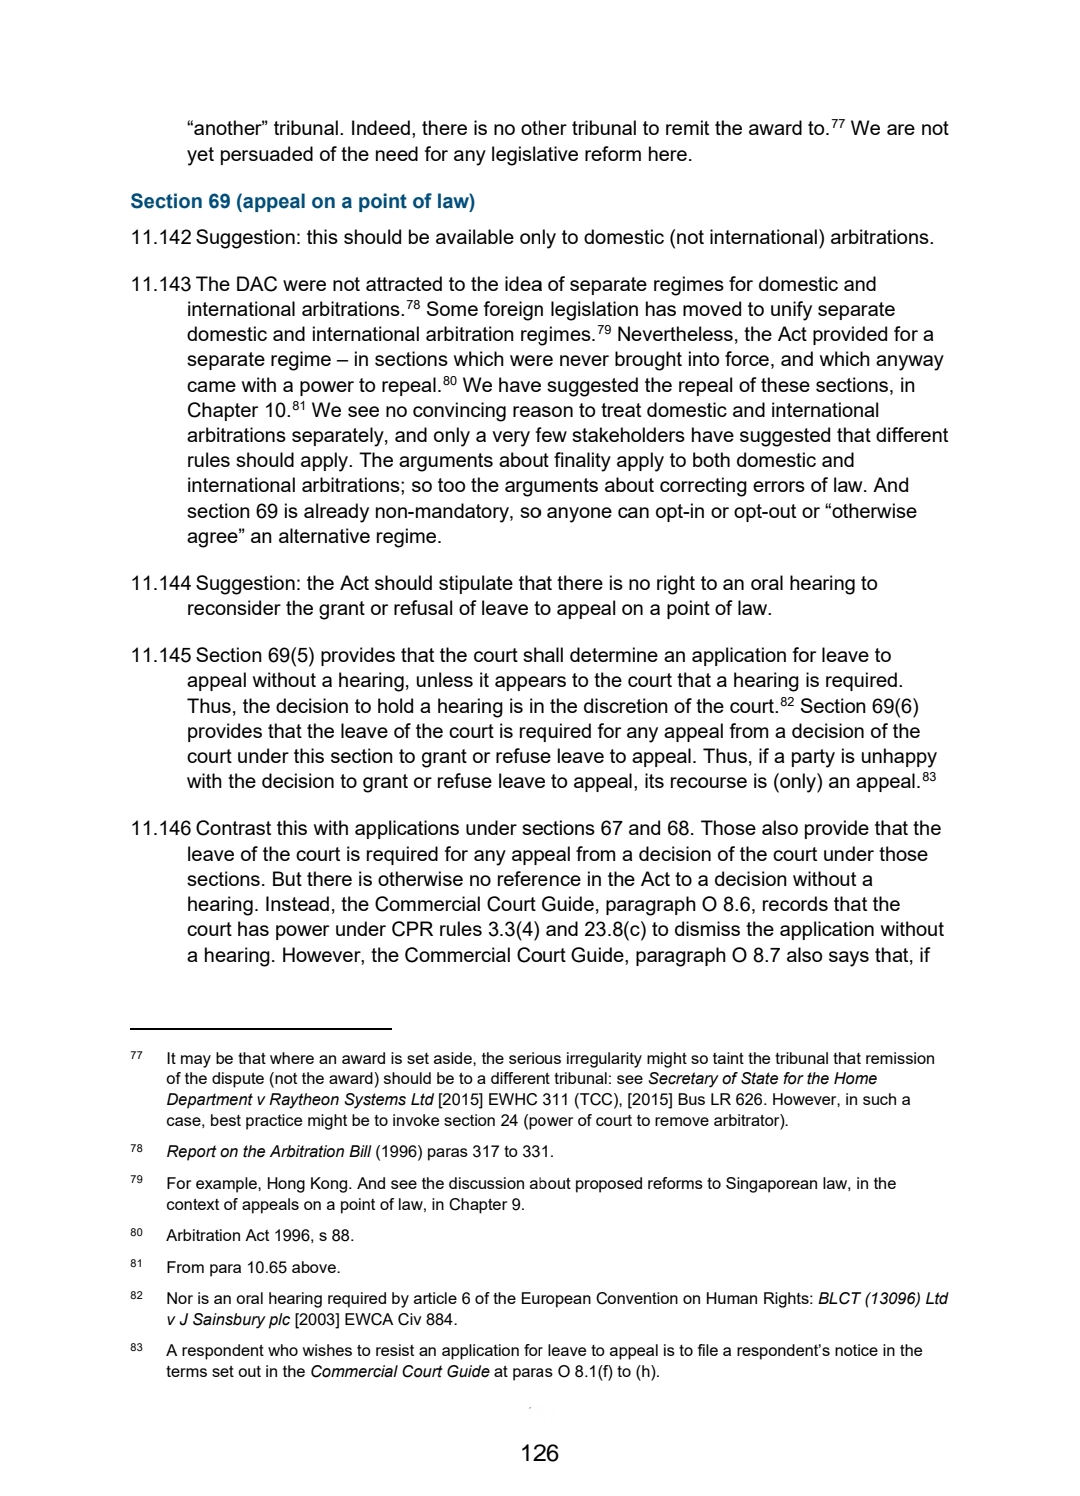 “another” tribunal. Indeed, there is no other tribunal to remit the award to.77 We are not
yet persuaded of the need for any legislative reform here.
Section 69 (appeal on a point of law)
11.142 Suggestion: this should be available only to domestic (not international) arbitrations.
11.143 The DAC were not attracted to the idea of separate regimes for domestic and
international arbitrations.78 Some foreign legislation has moved to unify separate
domestic and international arbitration regimes.79 Nevertheless, the Act provided for a
separate regime – in sections which were never brought into force, and which anyway
came with a power to repeal.80 We have suggested the repeal of these sections, in
Chapter 10.81 We see no convincing reason to treat domestic and international
arbitrations separately, and only a very few stakeholders have suggested that different
rules should apply. The arguments about finality apply to both domestic and
international arbitrations; so too the arguments about correcting errors of law. And
section 69 is already non-mandatory, so anyone can opt-in or opt-out or “otherwise
agree” an alternative regime.
11.144 Suggestion: the Act should stipulate that there is no right to an oral hearing to
reconsider the grant or refusal of leave to appeal on a point of law.
11.145 Section 69(5) provides that the court shall determine an application for leave to
appeal without a hearing, unless it appears to the court that a hearing is required.
Thus, the decision to hold a hearing is in the discretion of the court.82 Section 69(6)
provides that the leave of the court is required for any appeal from a decision of the
court under this section to grant or refuse leave to appeal. Thus, if a party is unhappy
with the decision to grant or refuse leave to appeal, its recourse is (only) an appeal.83
11.146 Contrast this with applications under sections 67 and 68. Those also provide that the
leave of the court is required for any appeal from a decision of the court under those
sections. But there is otherwise no reference in the Act to a decision without a
hearing. Instead, the Commercial Court Guide, paragraph O 8.6, records that the
court has power under CPR rules 3.3(4) and 23.8(c) to dismiss the application without
a hearing. However, the Commercial Court Guide, paragraph O 8.7 also says that, if
77 It may be that where an award is set aside, the serious irregularity might so taint the tribunal that remission
of the dispute (not the award) should be to a different tribunal: see Secretary of State for the Home
Department v Raytheon Systems Ltd [2015] EWHC 311 (TCC), [2015] Bus LR 626. However, in such a
case, best practice might be to invoke section 24 (power of court to remove arbitrator).
78 Report on the Arbitration Bill (1996) paras 317 to 331.
79 For example, Hong Kong. And see the discussion about proposed reforms to Singaporean law, in the
context of appeals on a point of law, in Chapter 9.
80 Arbitration Act 1996, s 88.
81 From para 10.65 above.
82 Nor is an oral hearing required by article 6 of the European Convention on Human Rights: BLCT (13096) Ltd
v J Sainsbury plc [2003] EWCA Civ 884.
83 A respondent who wishes to resist an application for leave to appeal is to file a respondent’s notice in the
terms set out in the Commercial Court Guide at paras O 8.1(f) to (h).
126